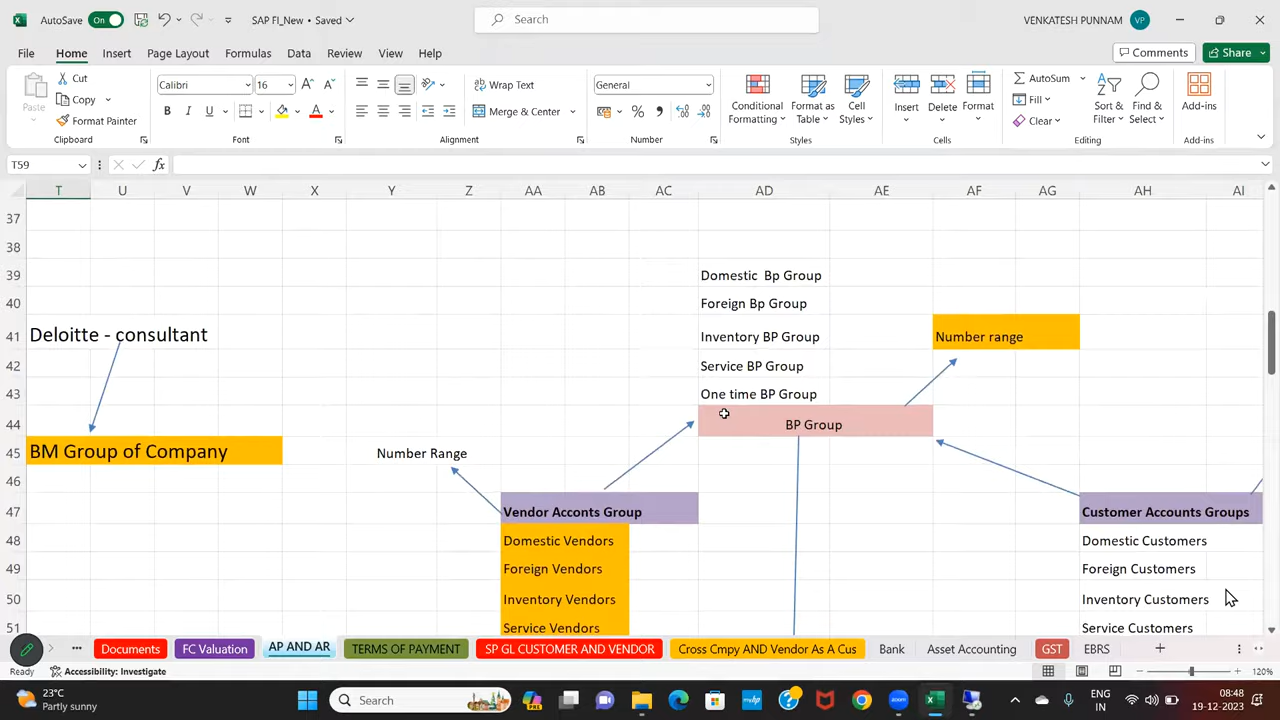 AutoSave On SAP FI_New • Saved Search VENKATESH PUNNAM VP
File Home Insert Page Layout Formulas Data Review View Help Comments Share
Paste Cut Copy Format Painter
Clipboard
Calibri 16
B I U
Font
Wrap Text
Merge & Center
Alignment
General
Number
Conditional Formatting Format as Table Cell Styles
Styles
Insert Delete Format
Cells
AutoSum
Fill
Clear
Sort & Filter Find & Select
Editing
Add-ins
Add-ins
T59 fx
T U V W X Y Z AA AB AC AD AE AF AG AH AI
37
38
39 Domestic Bp Group
40 Foreign Bp Group
41 Deloitte - consultant Inventory BP Group Number range
42 Service BP Group
43 One time BP Group
44 BP Group
45 BM Group of Company Number Range
46
47 Vendor Acconts Group Customer Accounts Groups
48 Domestic Vendors Domestic Customers
49 Foreign Vendors Foreign Customers
50 Inventory Vendors Inventory Customers
51 Service Vendors Service Customers
Documents FC Valuation AP AND AR TERMS OF PAYMENT SP GL CUSTOMER AND VENDOR Cross Cmpy AND Vendor As A Cus Bank Asset Accounting GST EBRS
Ready Accessibility: Investigate 120%
23°C
Partly sunny
Search
ENG
IN
08:48
19-12-2023